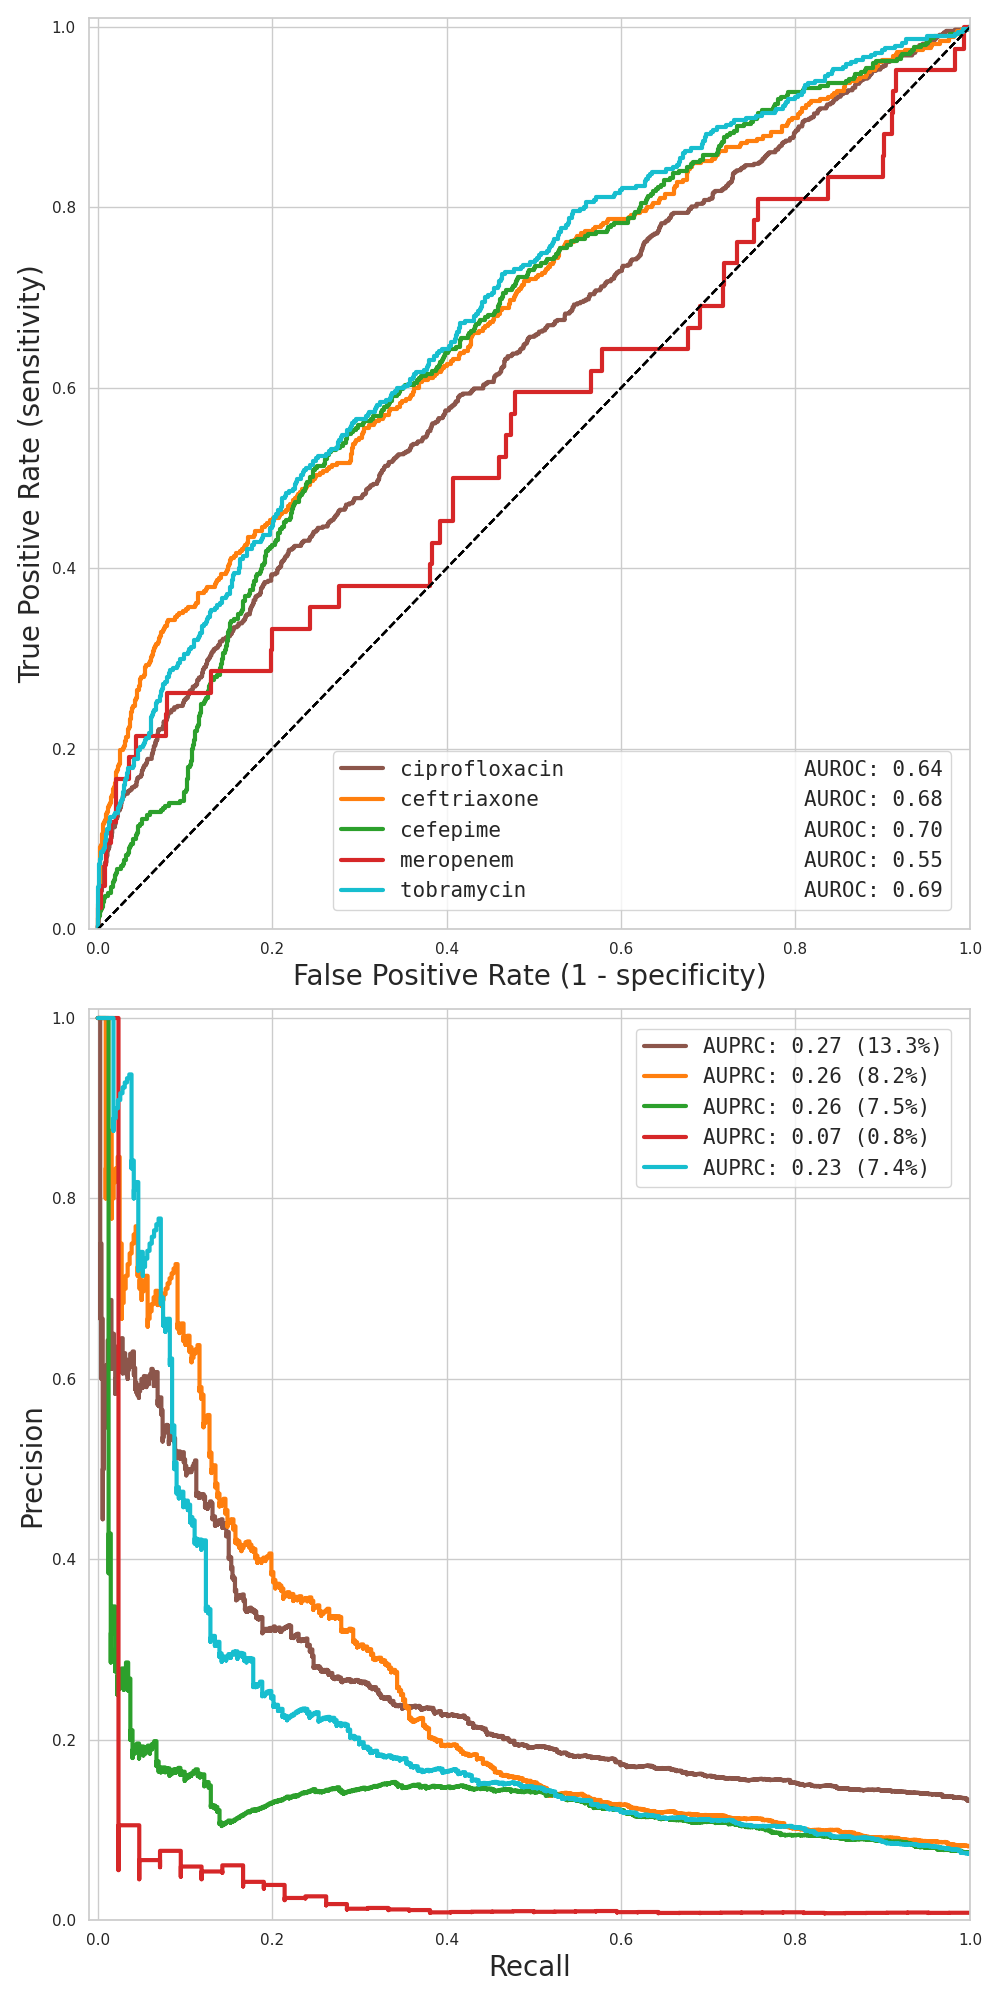 1.0
0.8
0.6
0.4
0.2
0.0
True Positive Rate (sensitivity)
ciprofloxacin AUROC: 0.64
ceftriaxone AUROC: 0.68
cefepime AUROC: 0.70
meropenem AUROC: 0.55
tobramycin AUROC: 0.69
0.0 0.2 0.4 0.6 0.8 1.0
False Positive Rate (1 - specificity)
1.0
0.8
0.6
0.4
0.2
0.0
Precision
AUPRC: 0.27 (13.3%)
AUPRC: 0.26 (8.2%)
AUPRC: 0.26 (7.5%)
AUPRC: 0.07 (0.8%)
AUPRC: 0.23 (7.4%)
0.0 0.2 0.4 0.6 0.8 1.0
Recall